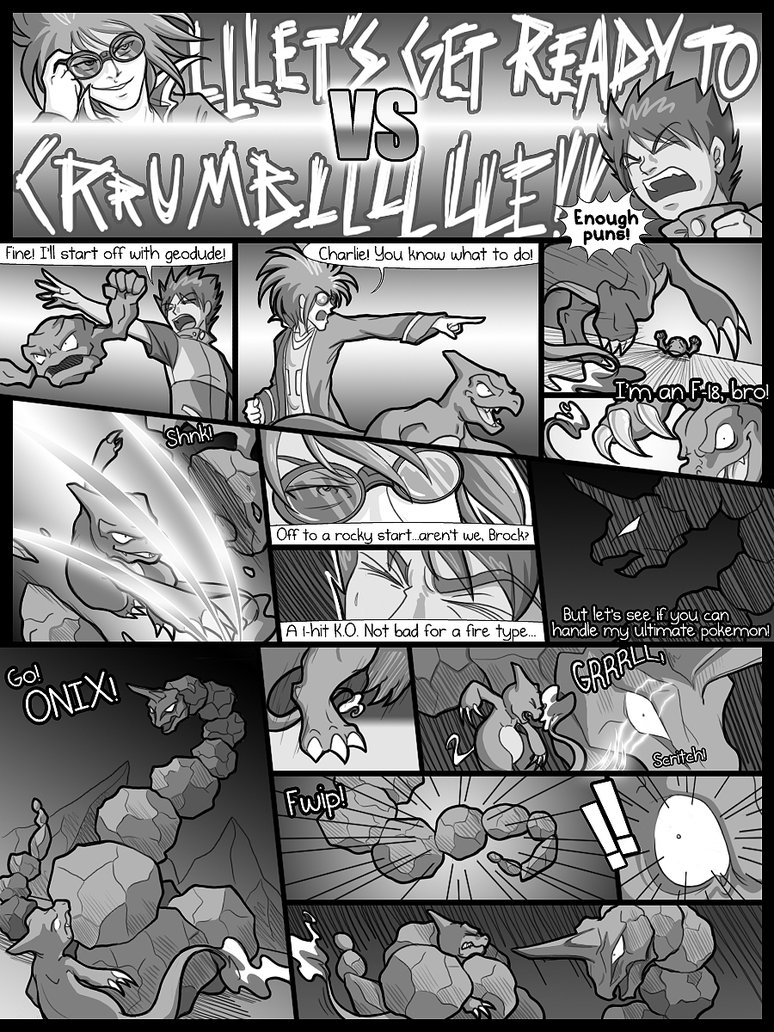 LLLET'S GET READY TO
VS
CRRRUMBLLLLLLLE!!
Enough
puns!
Fine! I'll start off with geodude!
Charlie! You know what to do!
I'm an F-18, bro!
Shnk!
Off to a rocky start...aren't we, Brock?
A 1-hit K.O. Not bad for a fire type...
But let's see if you can
handle my ultimate pokemon!
Go!
ONIX!
GRRRLL,
Scritch!
Fwip!
!!